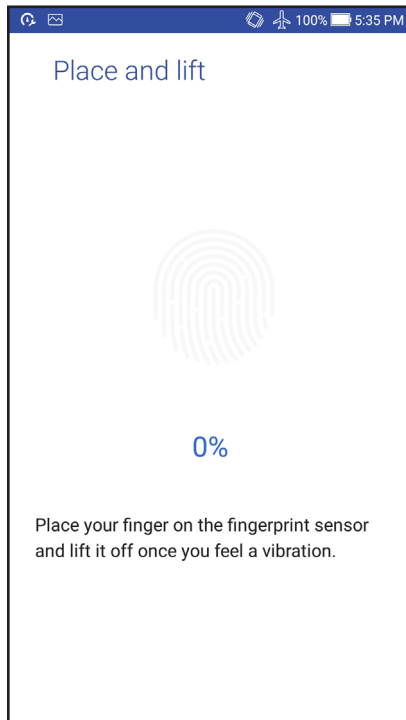 100% 5:35 PM
Place and lift
0%
Place your finger on the fingerprint sensor
and lift it off once you feel a vibration.